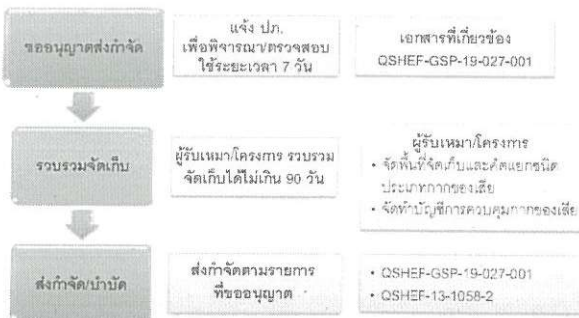 ขออนุญาตส่งกำจัด
แจ้ง ปภ.
เพื่อพิจารณา/ตรวจสอบ
ใช้ระยะเวลา 7 วัน
เอกสารที่เกี่ยวข้อง
QSHEF-GSP-19-027-001
รวบรวมจัดเก็บ
ผู้รับเหมา/โครงการ รวบรวม
จัดเก็บได้ไม่เกิน 90 วัน
ผู้รับเหมา/โครงการ
• จัดพื้นที่จัดเก็บและคัดแยกชนิด
ประเภทกากของเสีย
• จัดทำบัญชีการควบคุมกากของเสีย
ส่งกำจัด/บำบัด
ส่งกำจัดตามรายการ
ที่ขออนุญาต
• QSHEF-GSP-19-027-001
• QSHEF-13-1058-2